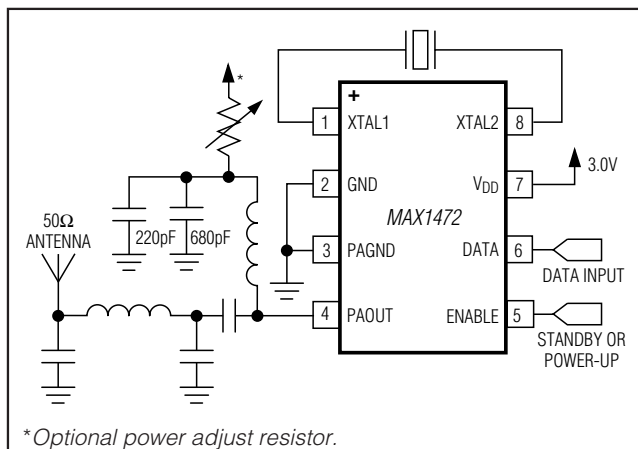 *
+
1 XTAL1 XTAL2 8
2 GND VDD 7 3.0V
MAX1472
3 PAGND DATA 6
DATA INPUT
4 PAOUT ENABLE 5
STANDBY OR
POWER-UP
220pF 680pF
50Ω
ANTENNA
*Optional power adjust resistor.